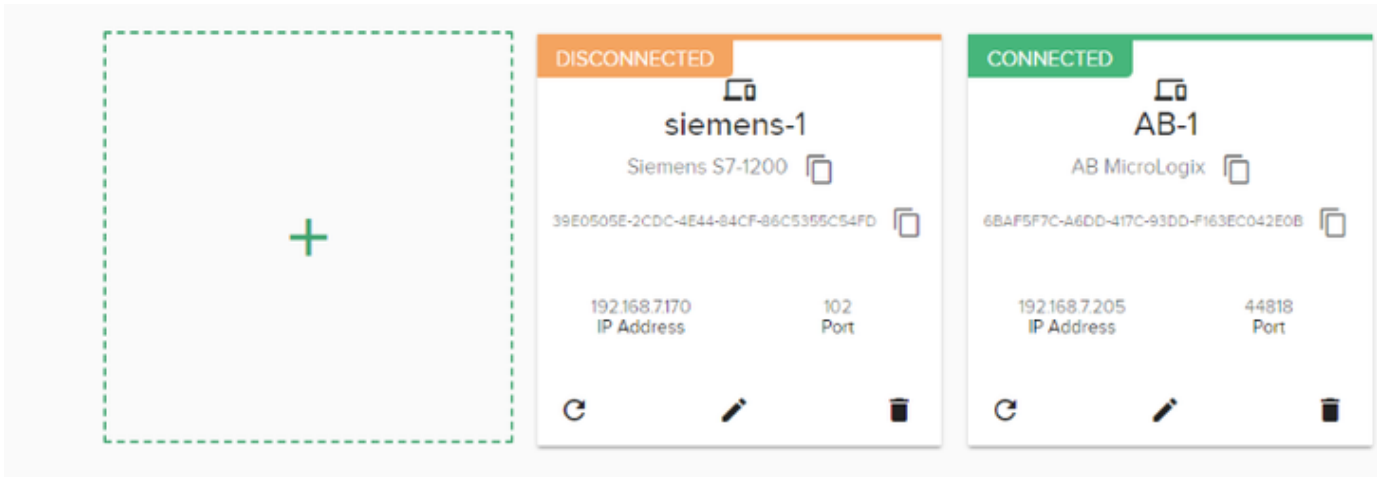 +
DISCONNECTED
siemens-1
Siemens S7-1200
39E0505E-2CDC-4E44-84CF-86C5355C54FD
192.168.7.170 102
IP Address Port
CONNECTED
AB-1
AB MicroLogix
6BAF5F7C-A6DD-417C-93DD-F163EC042E0B
192.168.7.205 44818
IP Address Port